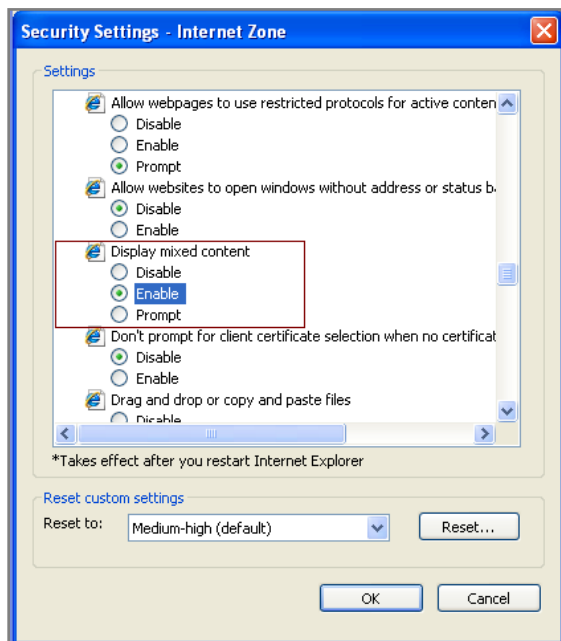 Security Settings - Internet Zone
Settings
Allow webpages to use restricted protocols for active conten
Disable
Enable
Prompt
Allow websites to open windows without address or status ba
Disable
Enable
Display mixed content
Disable
Enable
Prompt
Don't prompt for client certificate selection when no certificat
Disable
Enable
Drag and drop or copy and paste files
Disable
*Takes effect after you restart Internet Explorer
Reset custom settings
Reset to: Medium-high (default) Reset...
OK Cancel